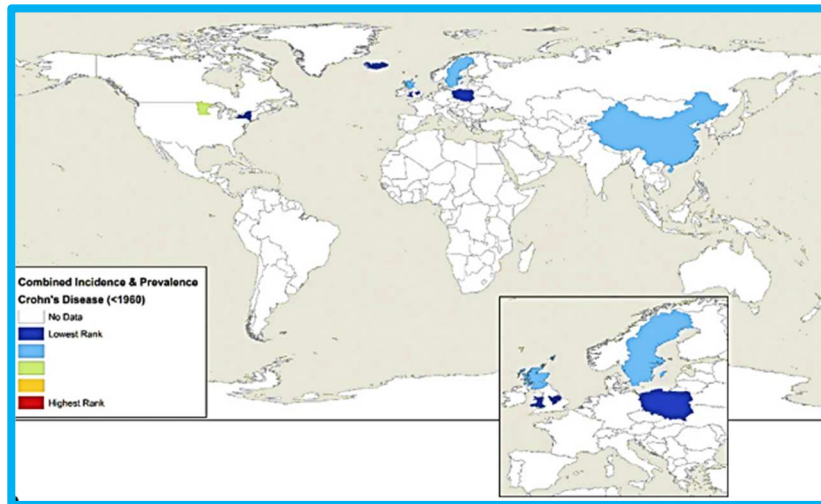 Combined Incidence & Prevalence
Crohn's Disease (<1960)
No Data
Lowest Rank
Highest Rank